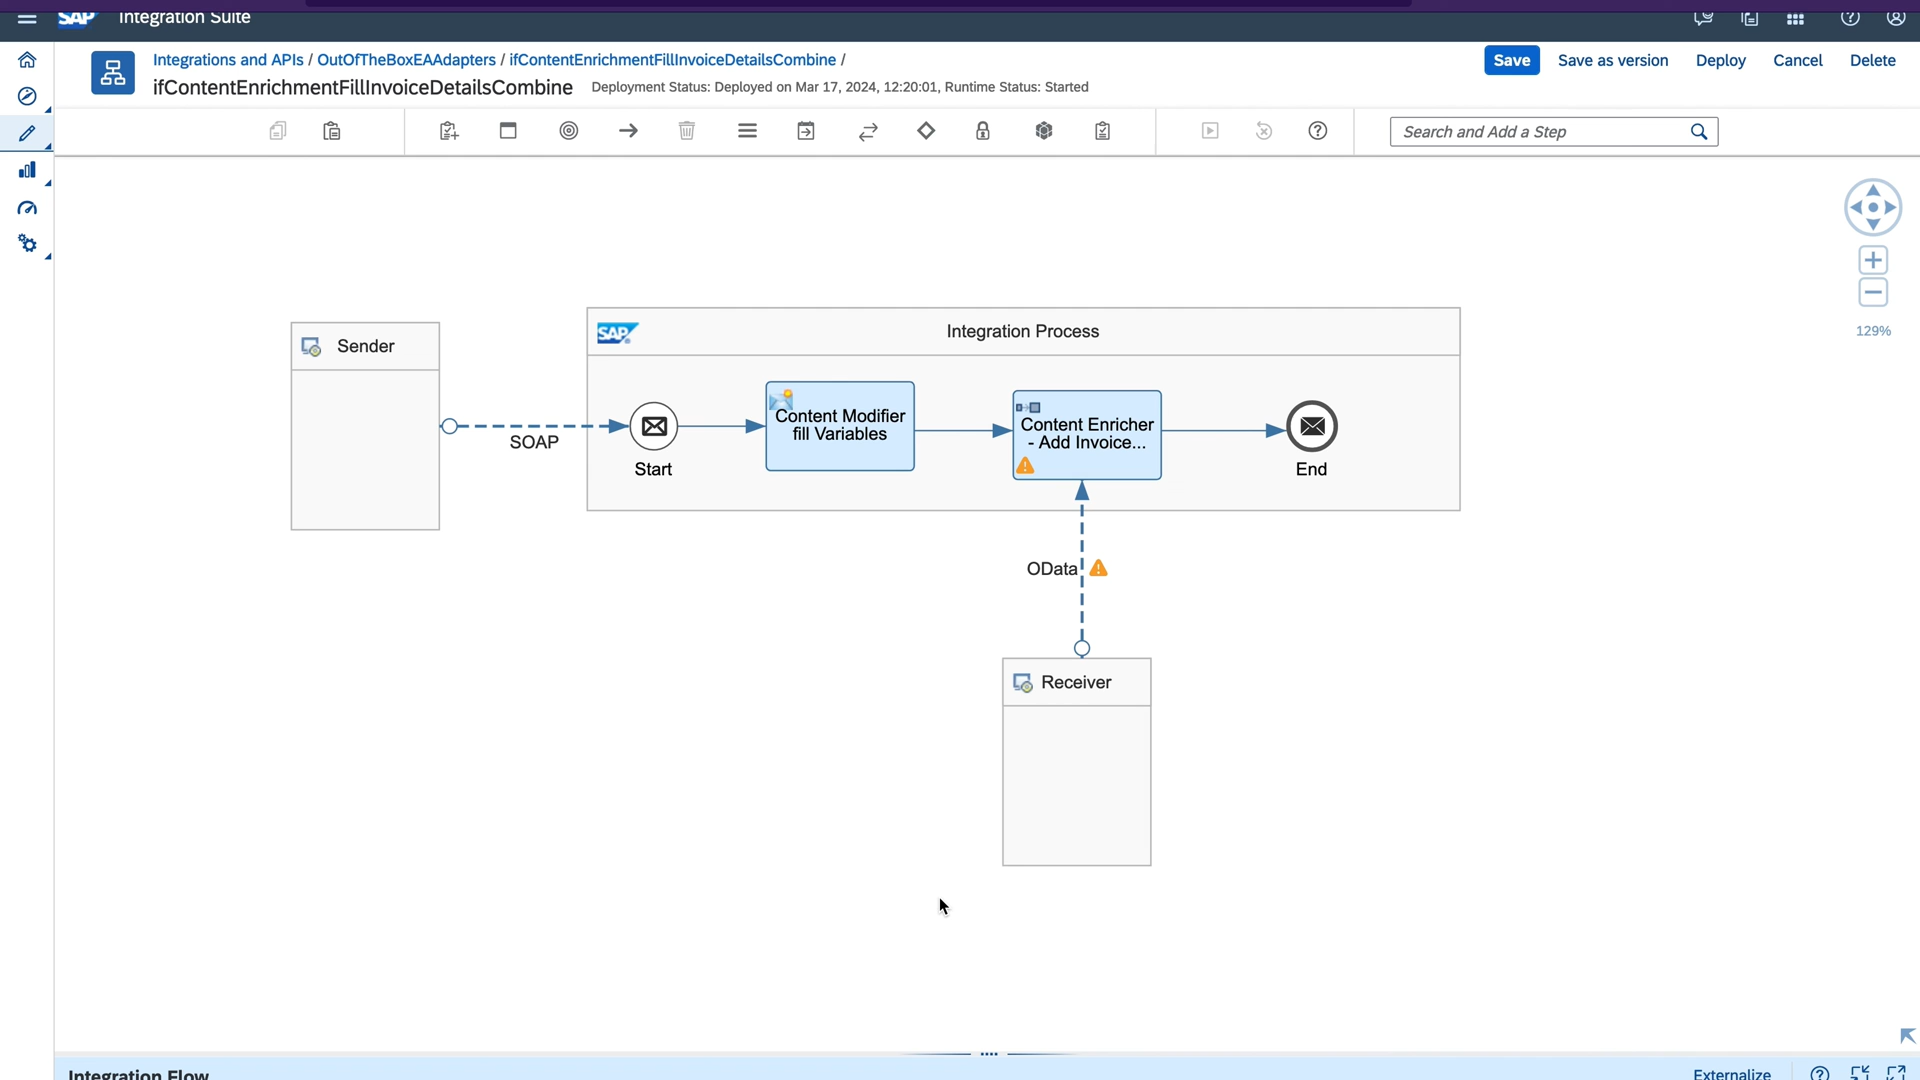 SAP Integration Suite
Integrations and APIs / OutOfTheBoxEAAdapters / ifContentEnrichmentFillInvoiceDetailsCombine /
ifContentEnrichmentFillInvoiceDetailsCombine Deployment Status: Deployed on Mar 17, 2024, 12:20:01, Runtime Status: Started
Save Save as version Deploy Cancel Delete
Search and Add a Step
129%
Sender
SAP Integration Process
SOAP
Start
Content Modifier
fill Variables
Content Enricher
- Add Invoice...
End
OData
Receiver
Integration Flow
Externalize